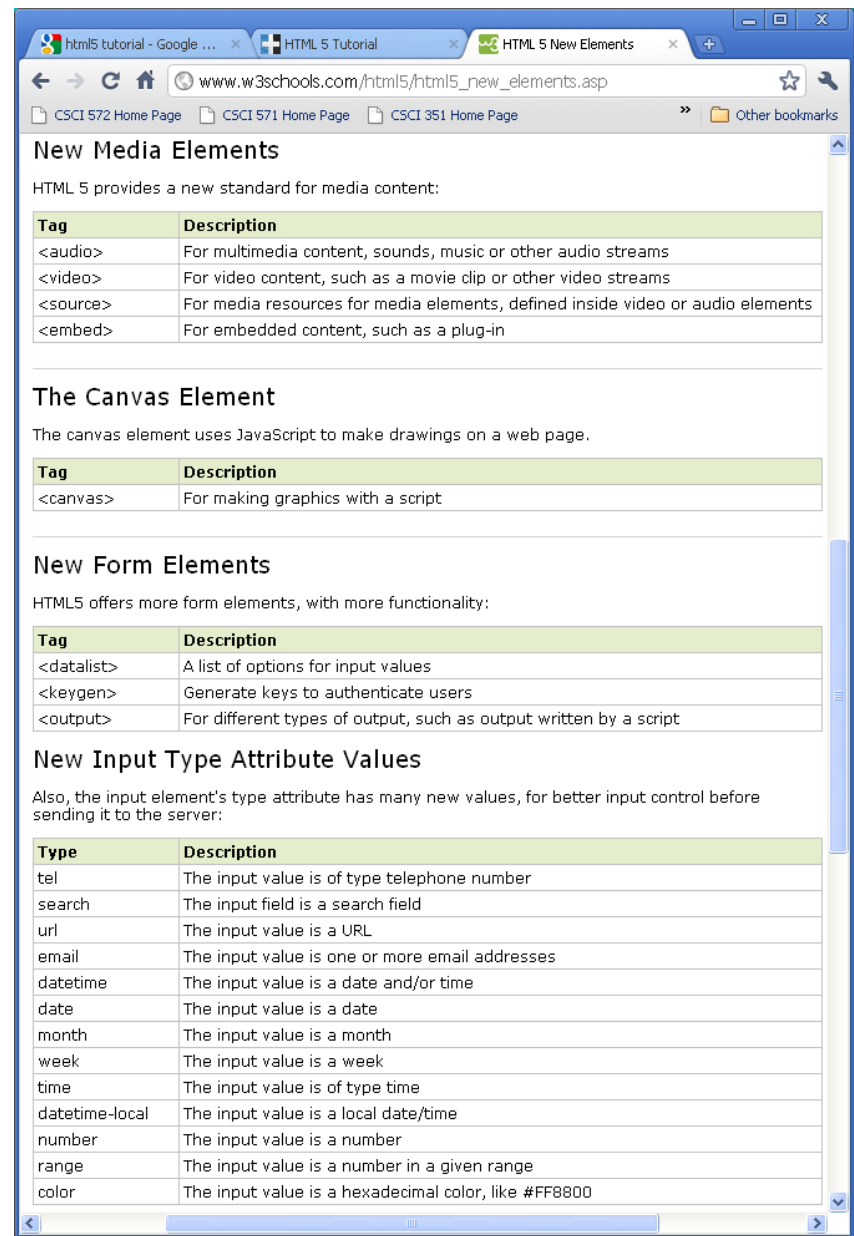 html5 tutorial - Google ...
HTML 5 Tutorial
HTML 5 New Elements
www.w3schools.com/html5/html5_new_elements.asp
CSCI 572 Home Page
CSCI 571 Home Page
CSCI 351 Home Page
»
Other bookmarks
New Media Elements
HTML 5 provides a new standard for media content:
Tag Description
<audio> For multimedia content, sounds, music or other audio streams
<video> For video content, such as a movie clip or other video streams
<source> For media resources for media elements, defined inside video or audio elements
<embed> For embedded content, such as a plug-in
The Canvas Element
The canvas element uses JavaScript to make drawings on a web page.
Tag Description
<canvas> For making graphics with a script
New Form Elements
HTML5 offers more form elements, with more functionality:
Tag Description
<datalist> A list of options for input values
<keygen> Generate keys to authenticate users
<output> For different types of output, such as output written by a script
New Input Type Attribute Values
Also, the input element's type attribute has many new values, for better input control before
sending it to the server:
Type Description
tel The input value is of type telephone number
search The input field is a search field
url The input value is a URL
email The input value is one or more email addresses
datetime The input value is a date and/or time
date The input value is a date
month The input value is a month
week The input value is a week
time The input value is of type time
datetime-local The input value is a local date/time
number The input value is a number
range The input value is a number in a given range
color The input value is a hexadecimal color, like #FF8800